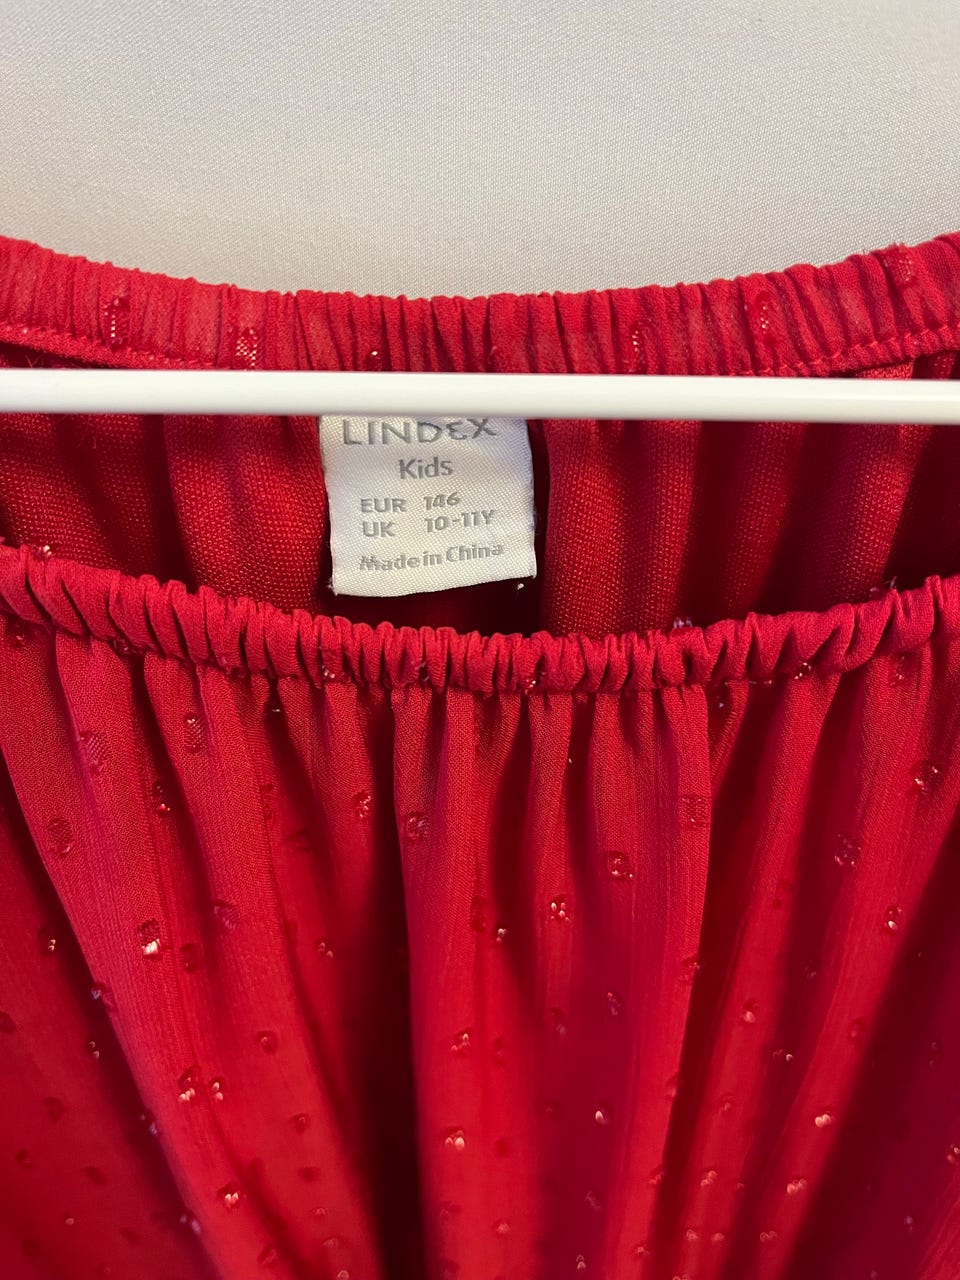 LINDEX
Kids
EUR 146
UK 10-11Y
Made in China